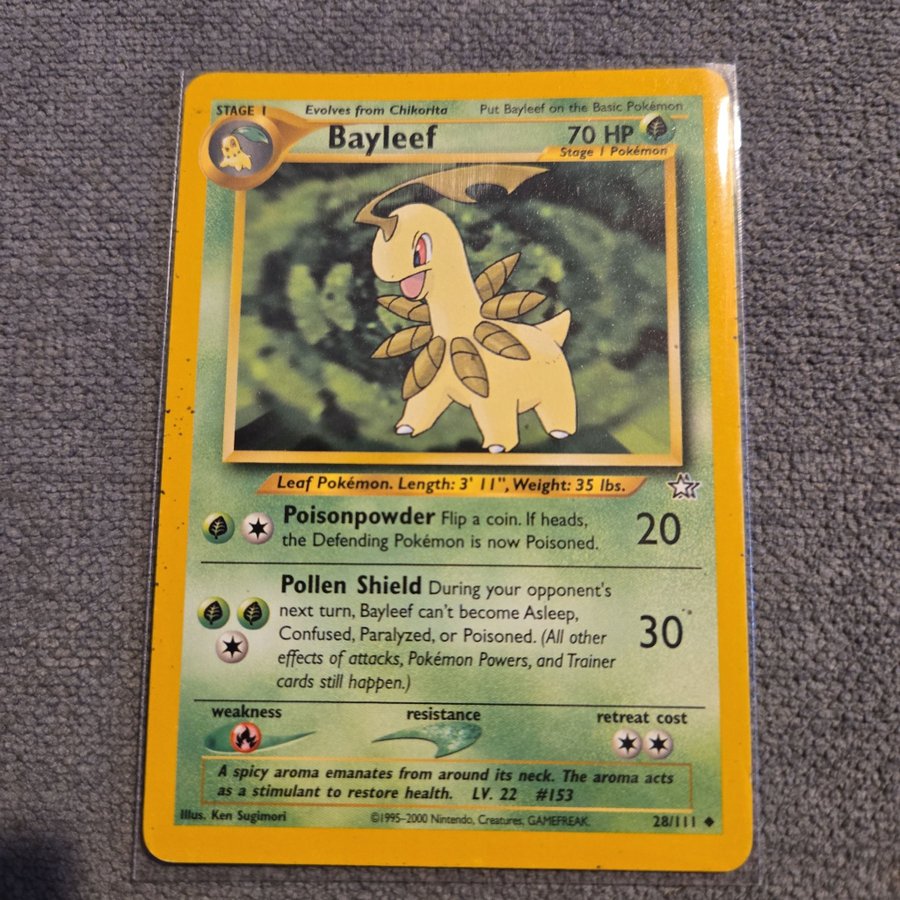 STAGE 1 Evolves from Chikorita Put Bayleef on the Basic Pokémon
Bayleef 70 HP
Stage 1 Pokémon
Leaf Pokémon. Length: 3' 11", Weight: 35 lbs.
Poisonpowder Flip a coin. If heads,
the Defending Pokémon is now Poisoned.
20
Pollen Shield During your opponent's
next turn, Bayleef can't become Asleep,
Confused, Paralyzed, or Poisoned. (All other
effects of attacks, Pokémon Powers, and Trainer
cards still happen.)
30
weakness resistance retreat cost
A spicy aroma emanates from around its neck. The aroma acts
as a stimulant to restore health. LV. 22 #153
Illus. Ken Sugimori ©1995-2000 Nintendo, Creatures, GAMEFREAK. 28/111